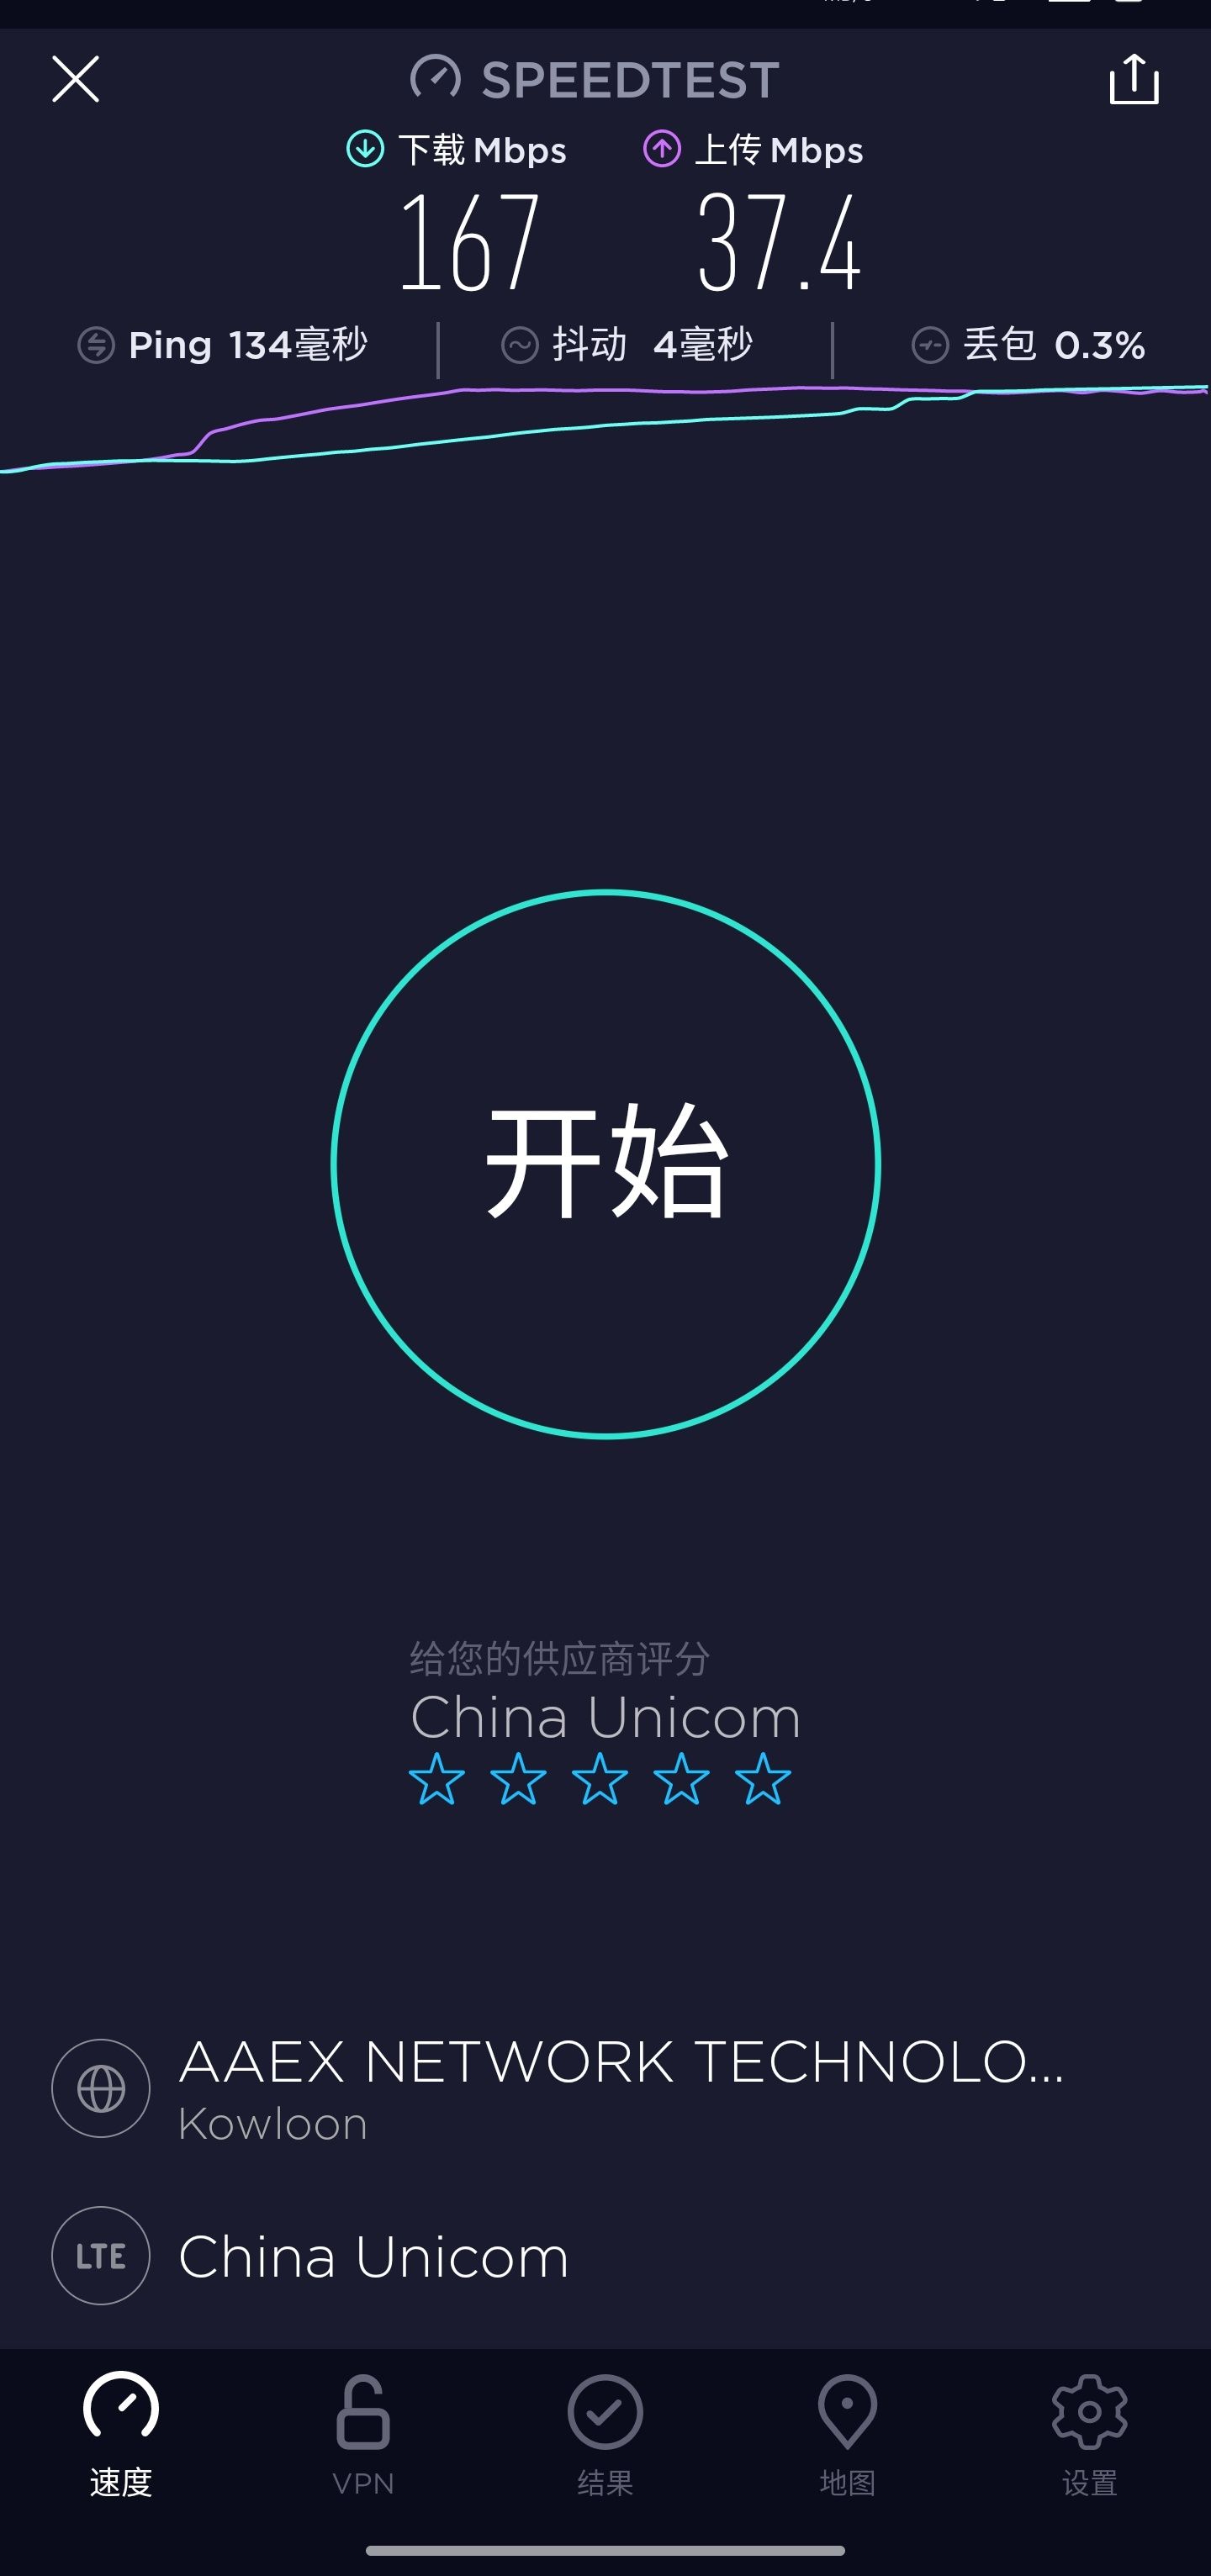 SPEEDTEST
下载 Mbps 上传 Mbps
167 37.4
Ping 134毫秒 抖动 4毫秒 丢包 0.3%
开始
给您的供应商评分
China Unicom
AAEX NETWORK TECHNOLO...
Kowloon
LTE China Unicom
速度 VPN 结果 地图 设置